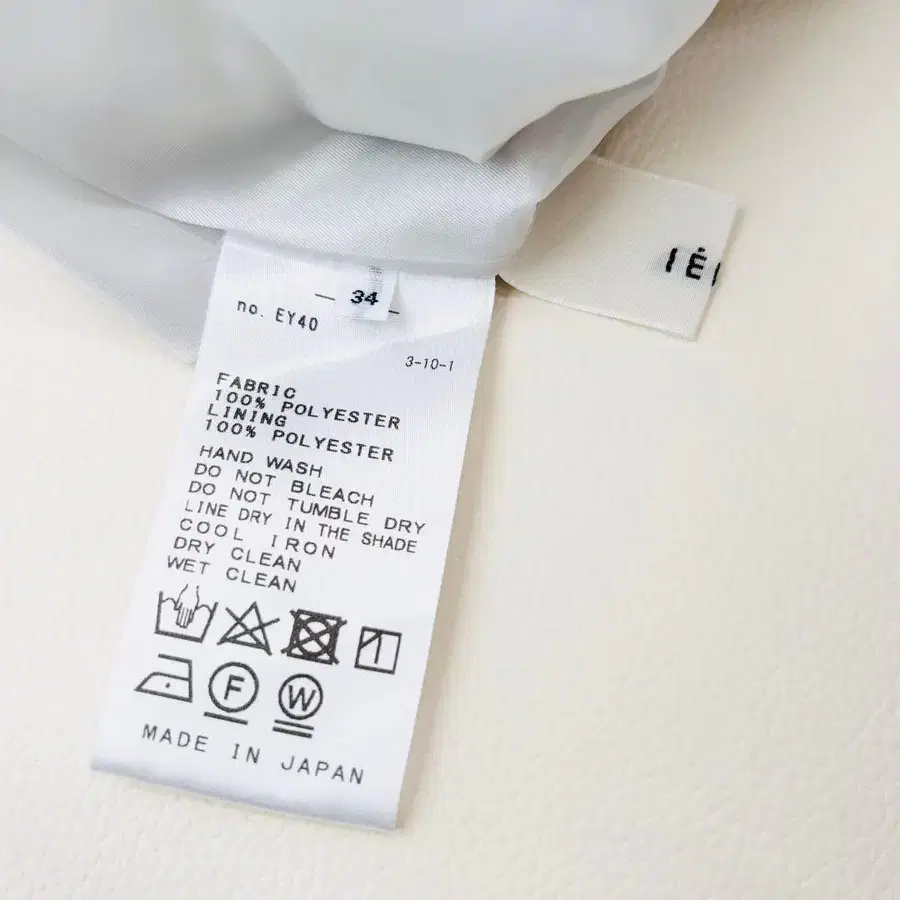 IÉ
34
no. EY40
3-10-1
FABRIC
100% POLYESTER
LINING
100% POLYESTER
HAND WASH
DO NOT BLEACH
DO NOT TUMBLE DRY
LINE DRY IN THE SHADE
COOL IRON
DRY CLEAN
WET CLEAN
F W
MADE IN JAPAN